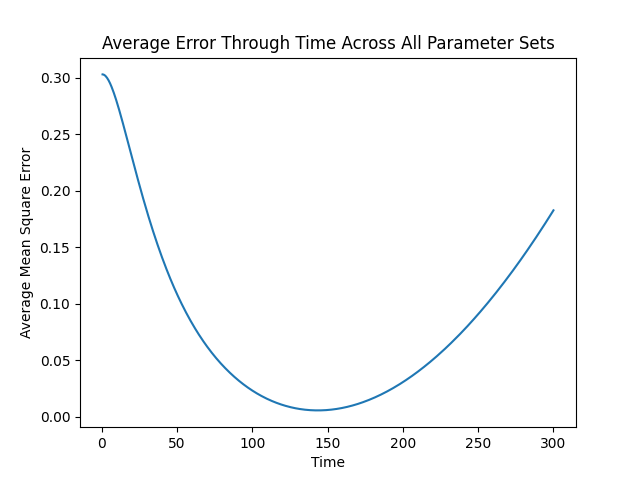 Average Error Through Time Across All Parameter Sets
Average Mean Square Error
0.30
0.25
0.20
0.15
0.10
0.05
0.00
0 50 100 150 200 250 300
Time